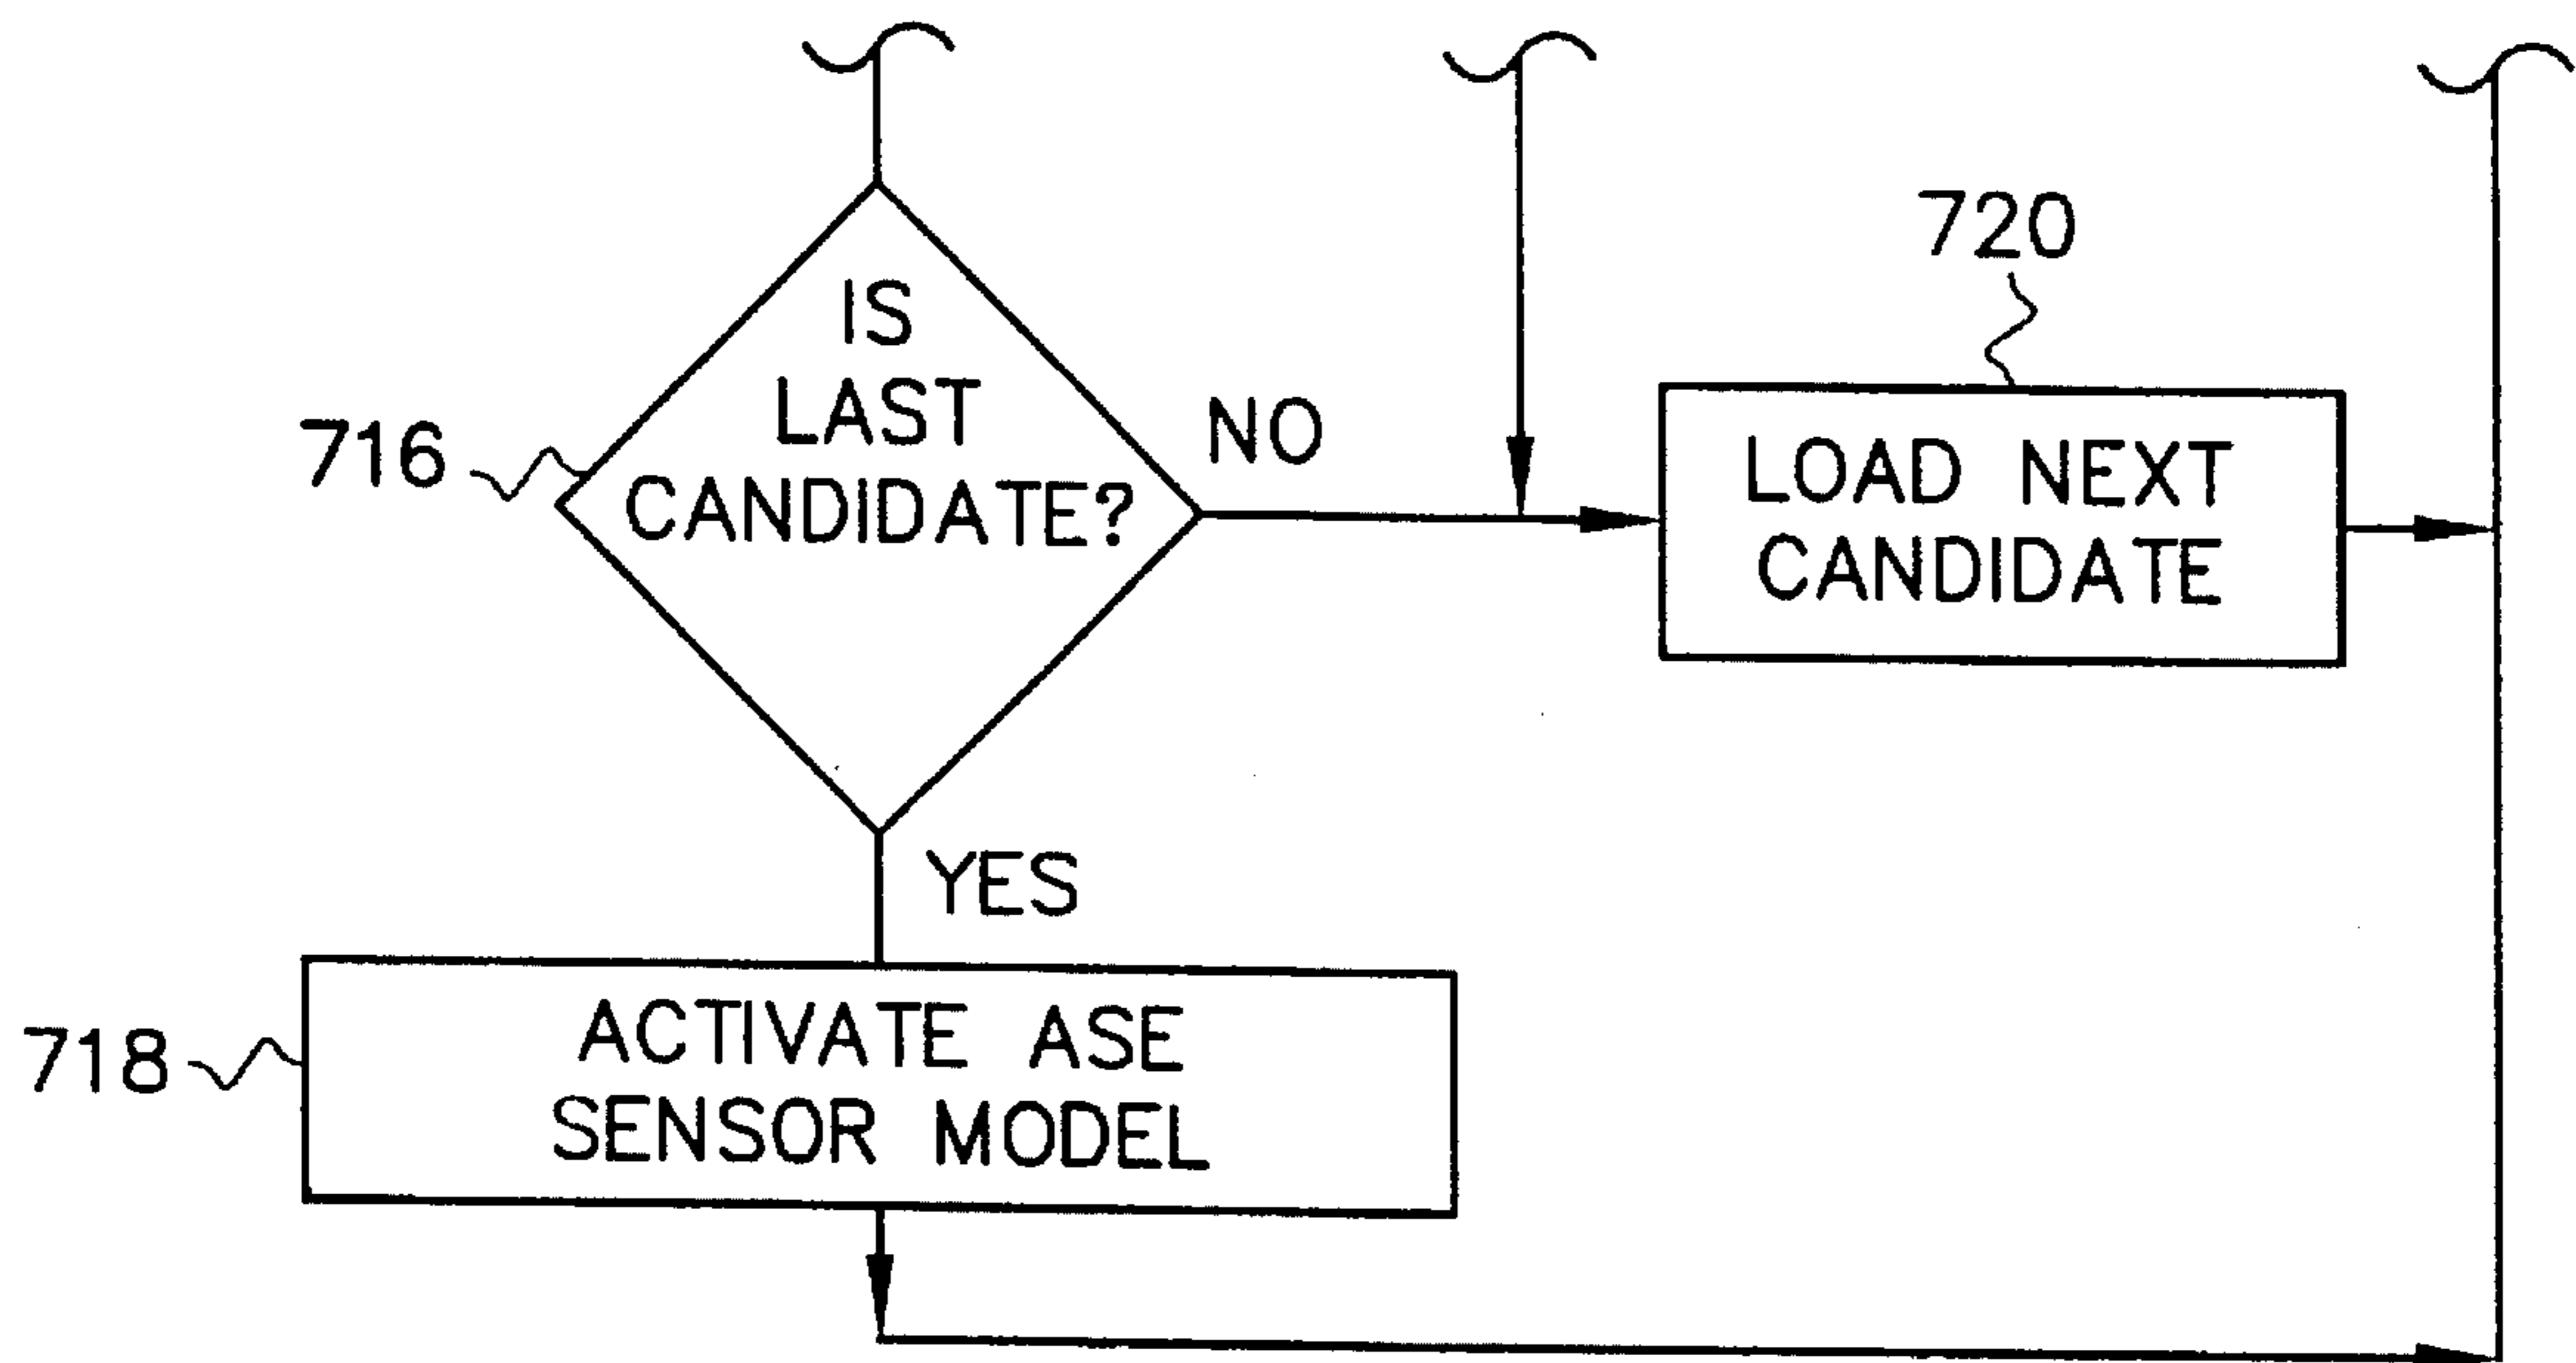 720
IS
LAST
CANDIDATE?
716
NO
LOAD NEXT
CANDIDATE
YES
ACTIVATE ASE
SENSOR MODEL
718